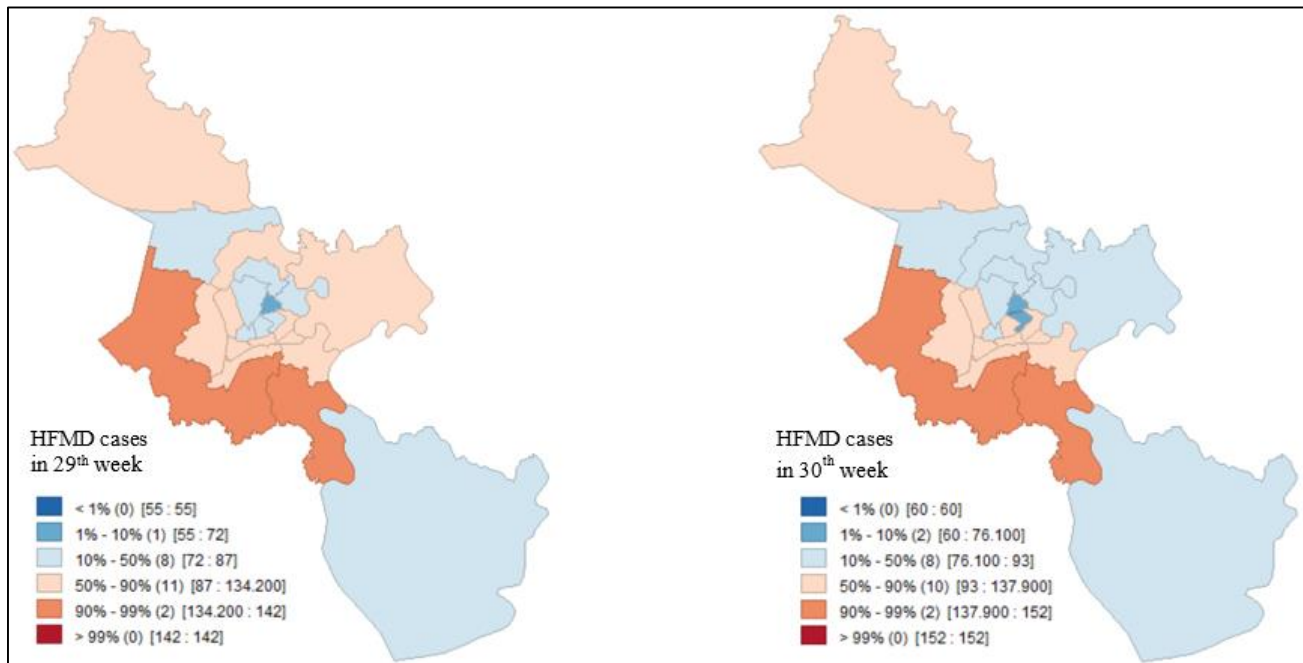 HFMD cases
in 29th week
< 1% (0) [55 : 55]
1% - 10% (1) [55 : 72]
10% - 50% (8) [72 : 87]
50% - 90% (11) [87 : 134.200]
90% - 99% (2) [134.200 : 142]
> 99% (0) [142 : 142]
HFMD cases
in 30th week
< 1% (0) [60 : 60]
1% - 10% (2) [60 : 76.100]
10% - 50% (8) [76.100 : 93]
50% - 90% (10) [93 : 137.900]
90% - 99% (2) [137.900 : 152]
> 99% (0) [152 : 152]